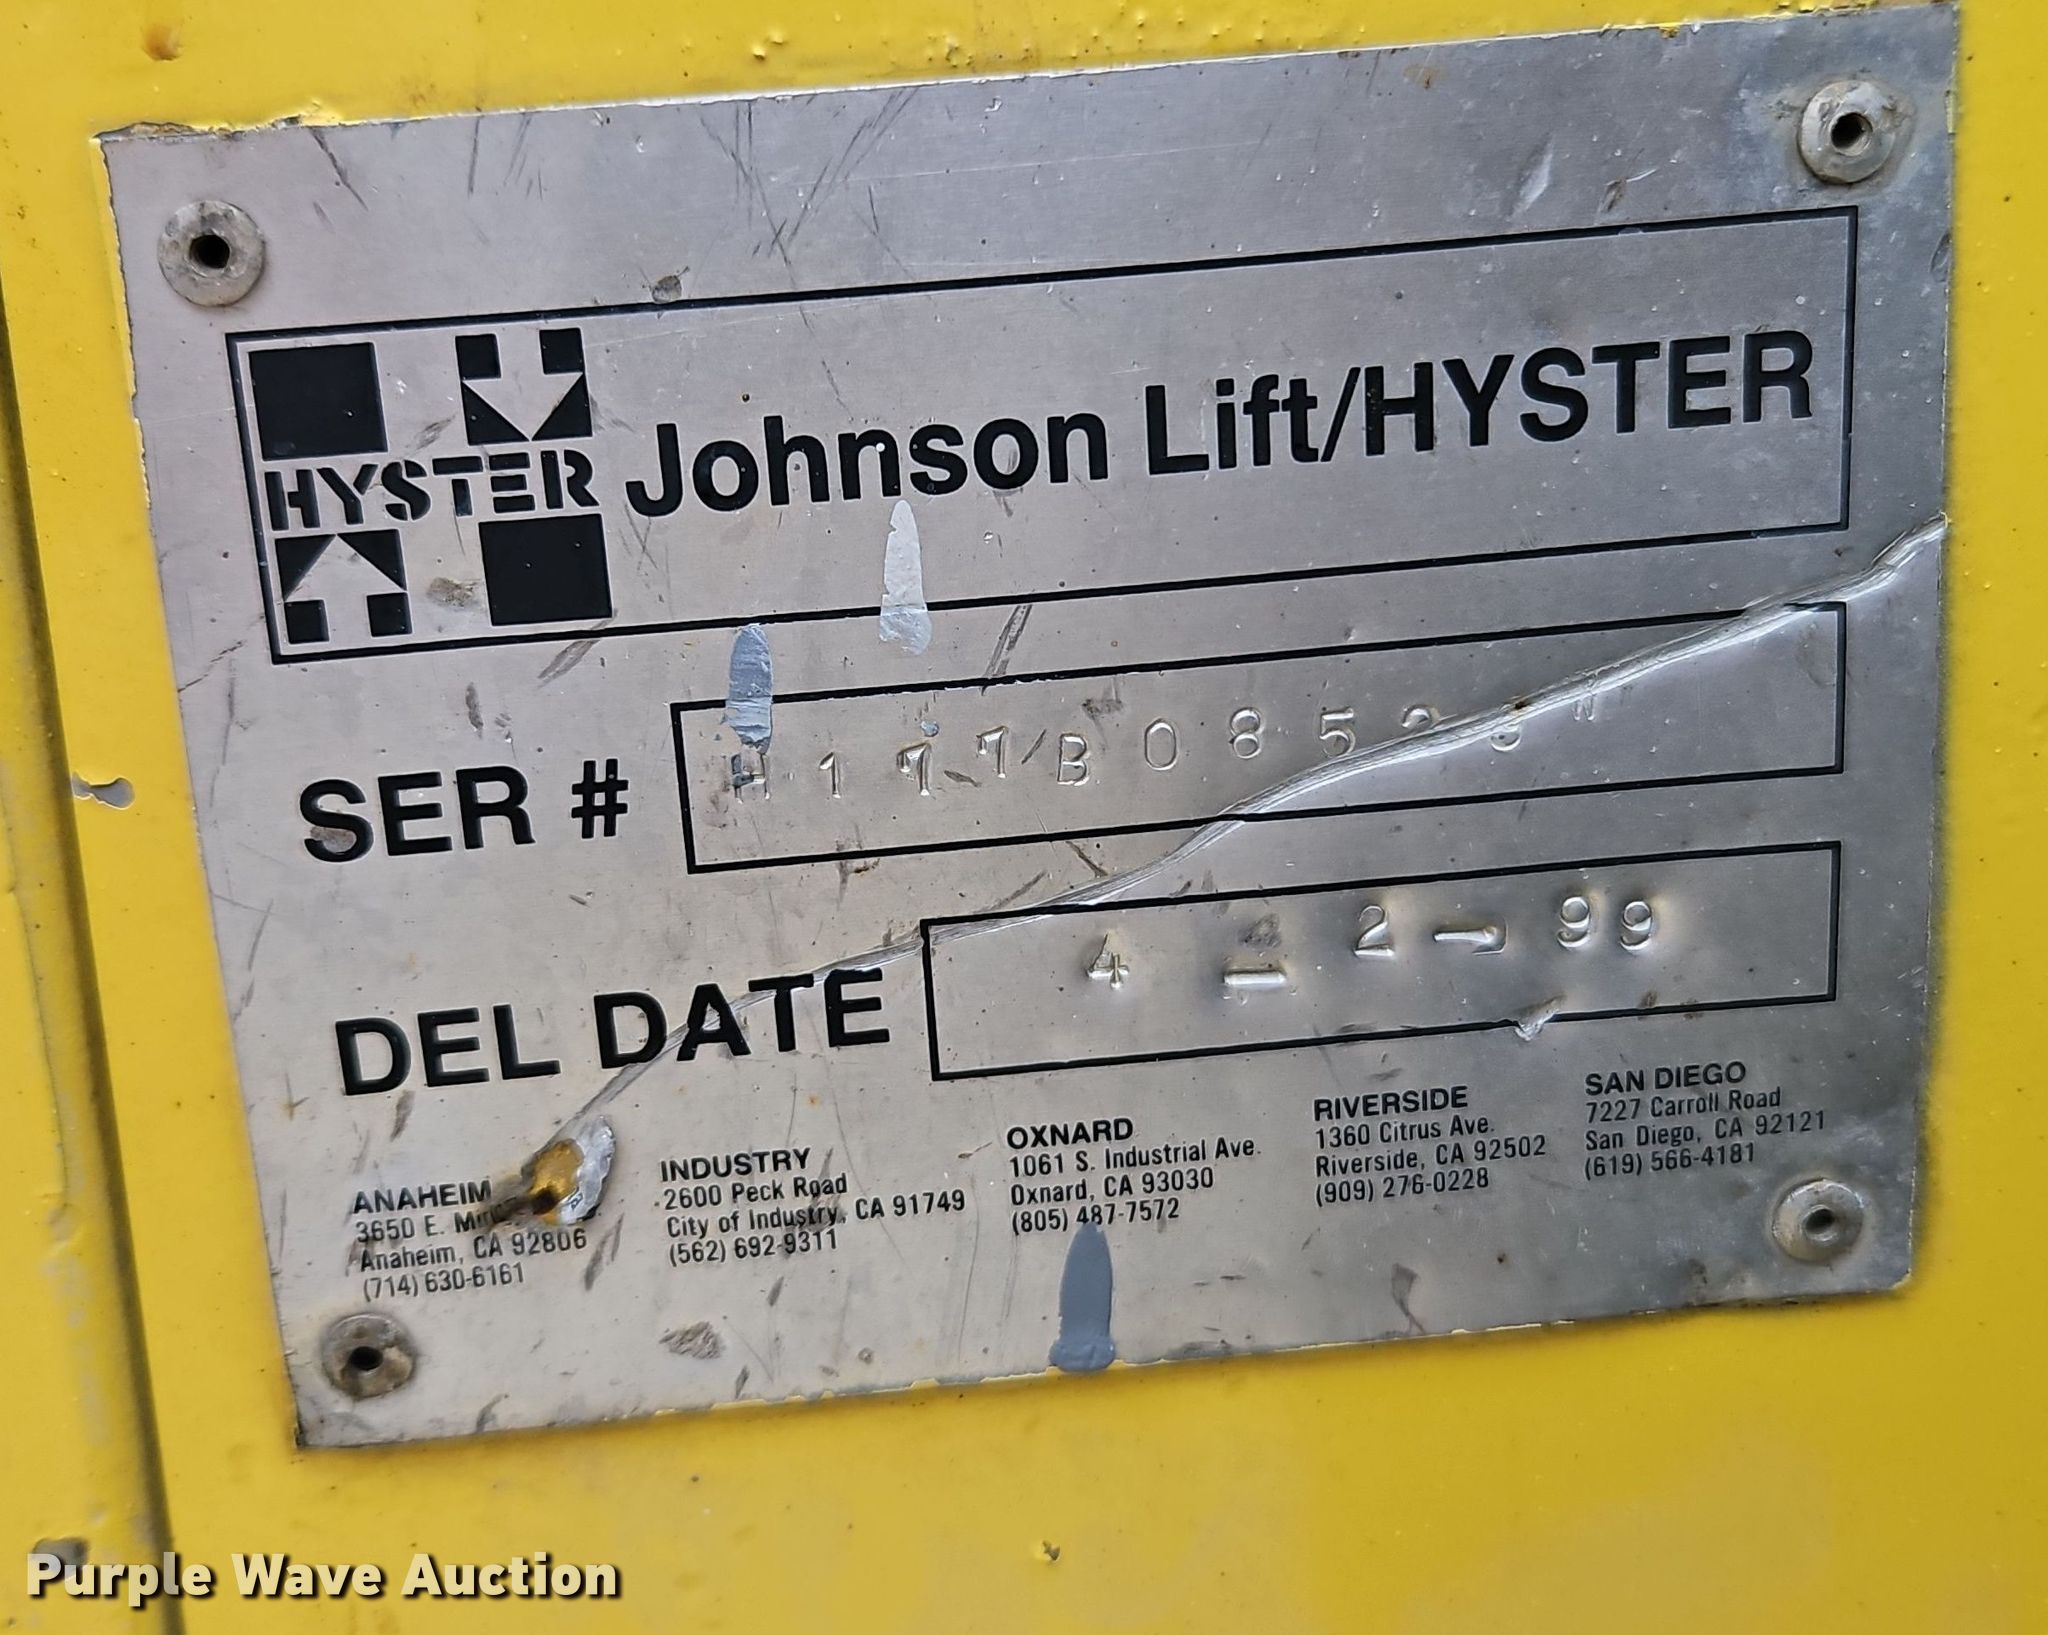 HYSTER Johnson Lift/HYSTER
SER #
DEL DATE 4-2-99
ANAHEIM
3650 E.
Anaheim, CA 92806
(714) 630-6161
INDUSTRY
2600 Peck Road
City of Industry, CA 91749
(562) 692-9311
OXNARD
1061 S. Industrial Ave.
Oxnard, CA 93030
(805) 487-7572
RIVERSIDE
1360 Citrus Ave.
Riverside, CA 92502
(909) 276-0228
SAN DIEGO
7227 Carroll Road
San Diego, CA 92121
(619) 566-4181
Purple Wave Auction